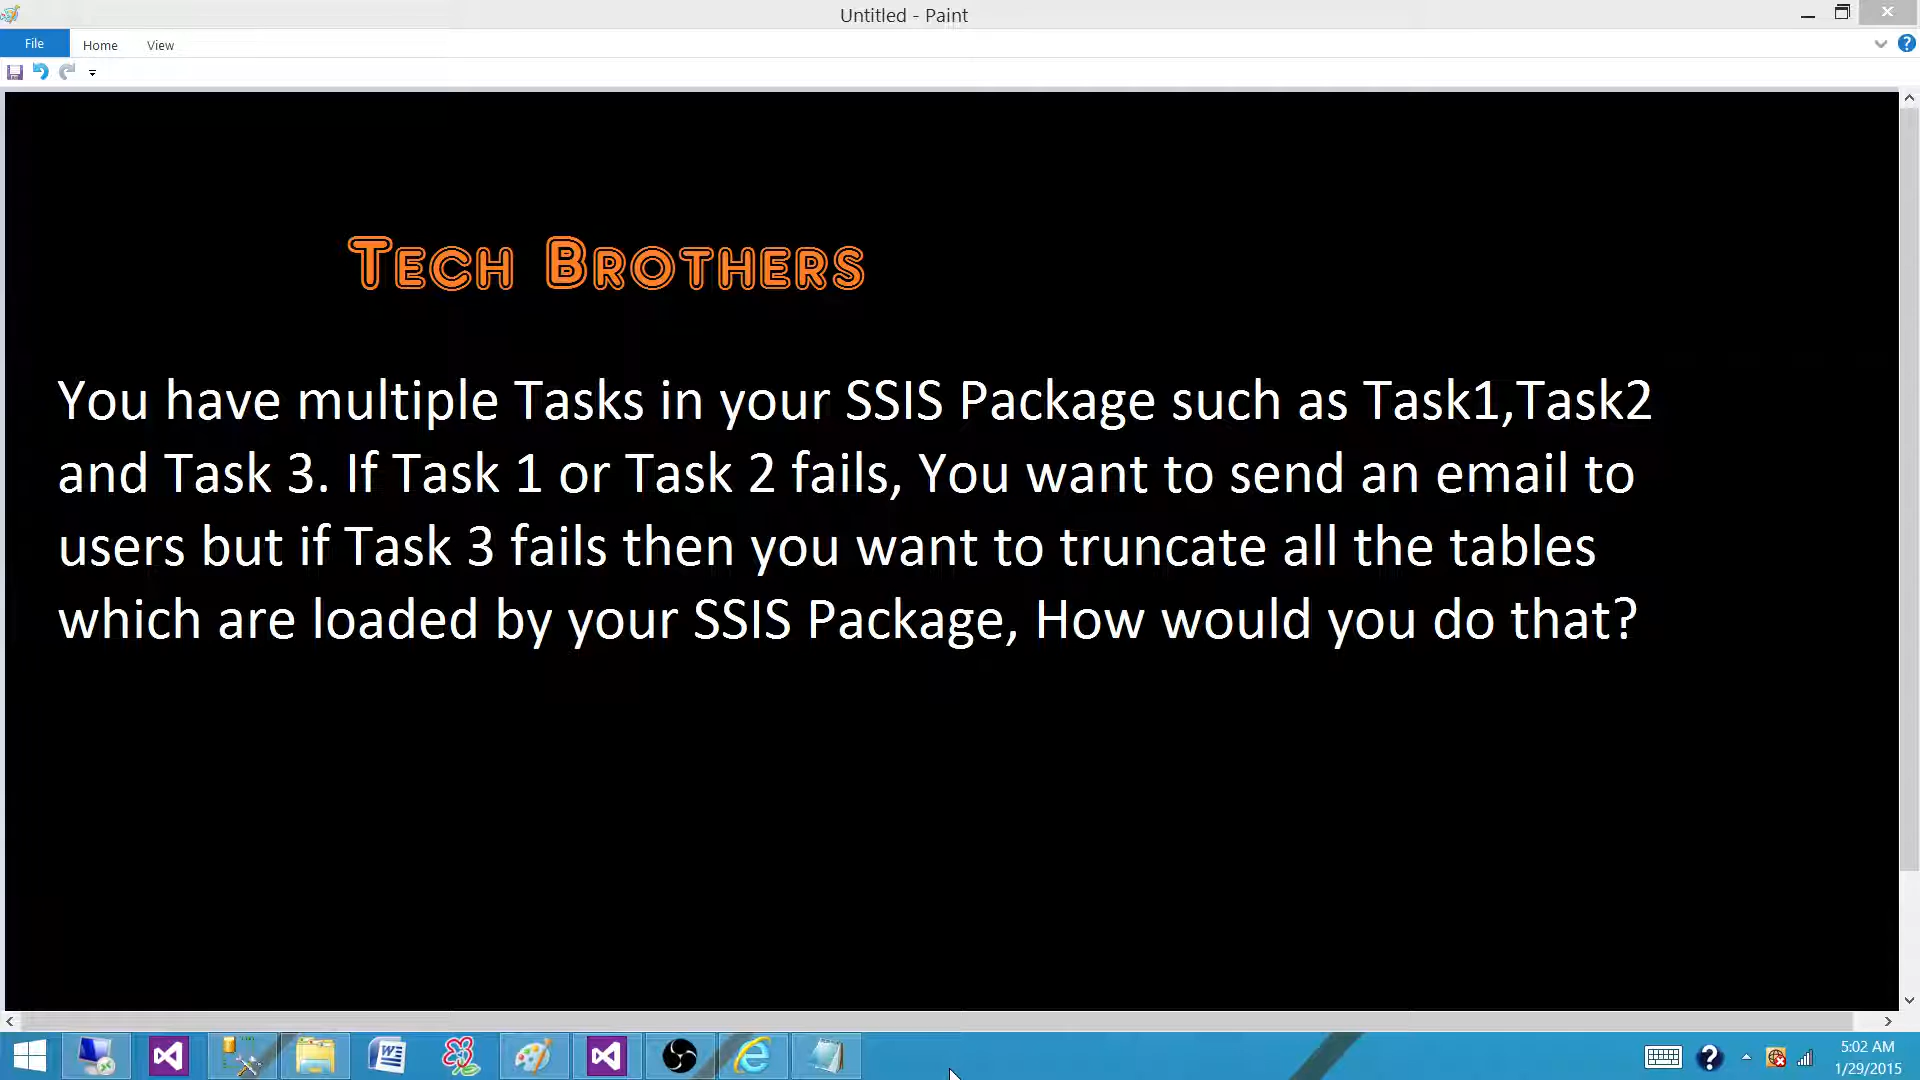 Untitled - Paint
File
Home
View
Tech Brothers
You have multiple Tasks in your SSIS Package such as Task1,Task2
and Task 3. If Task 1 or Task 2 fails, You want to send an email to
users but if Task 3 fails then you want to truncate all the tables
which are loaded by your SSIS Package, How would you do that?
5:02 AM
1/29/2015